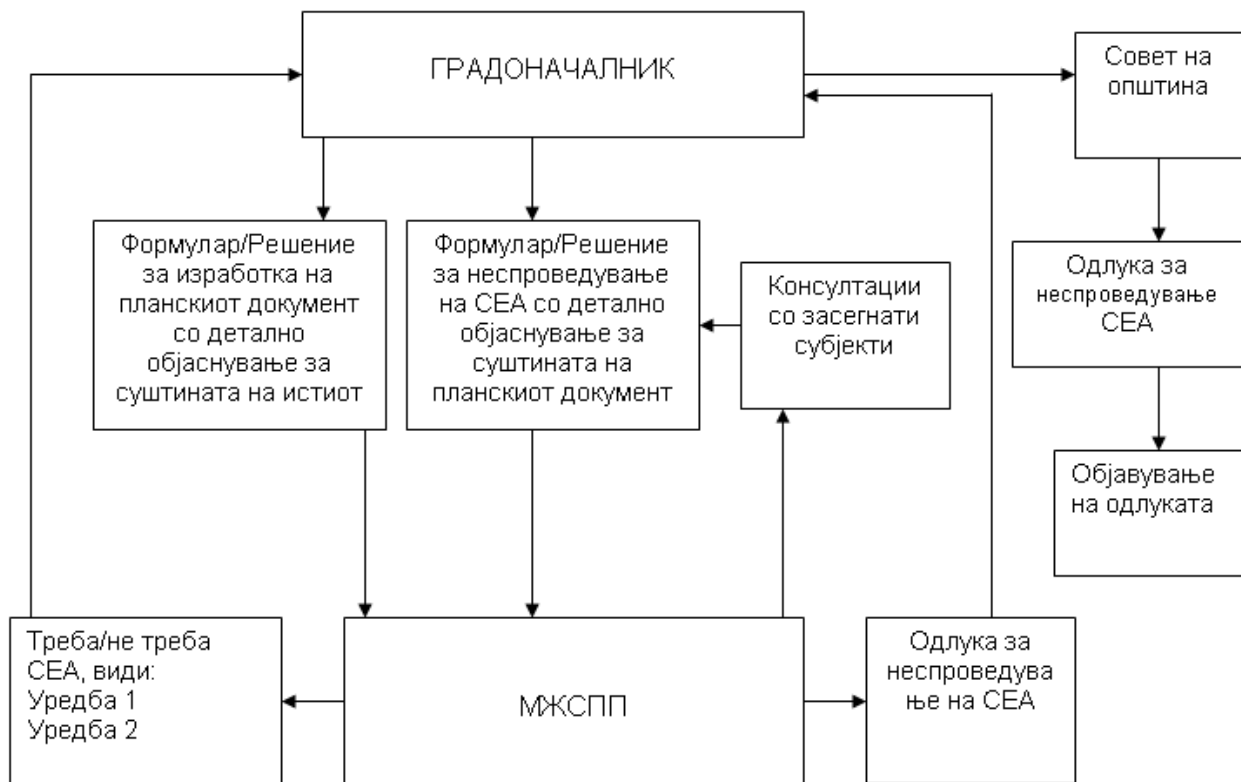 ГРАДОНАЧАЛНИК
Совет на
општина
Формулар/Решение
за изработка на
планскиот документ
со детално
објаснување за
суштината на истиот
Формулар/Решение
за неспроведување
на СЕА со детално
објаснување за
суштината на
планскиот документ
Консултации
со засегнати
субјекти
Одлука за
неспроведување
СЕА
Објавување
на одлуката
Треба/не треба
СЕА, види:
Уредба 1
Уредба 2
МЖСПП
Одлука за
неспроведува
ње на СЕА